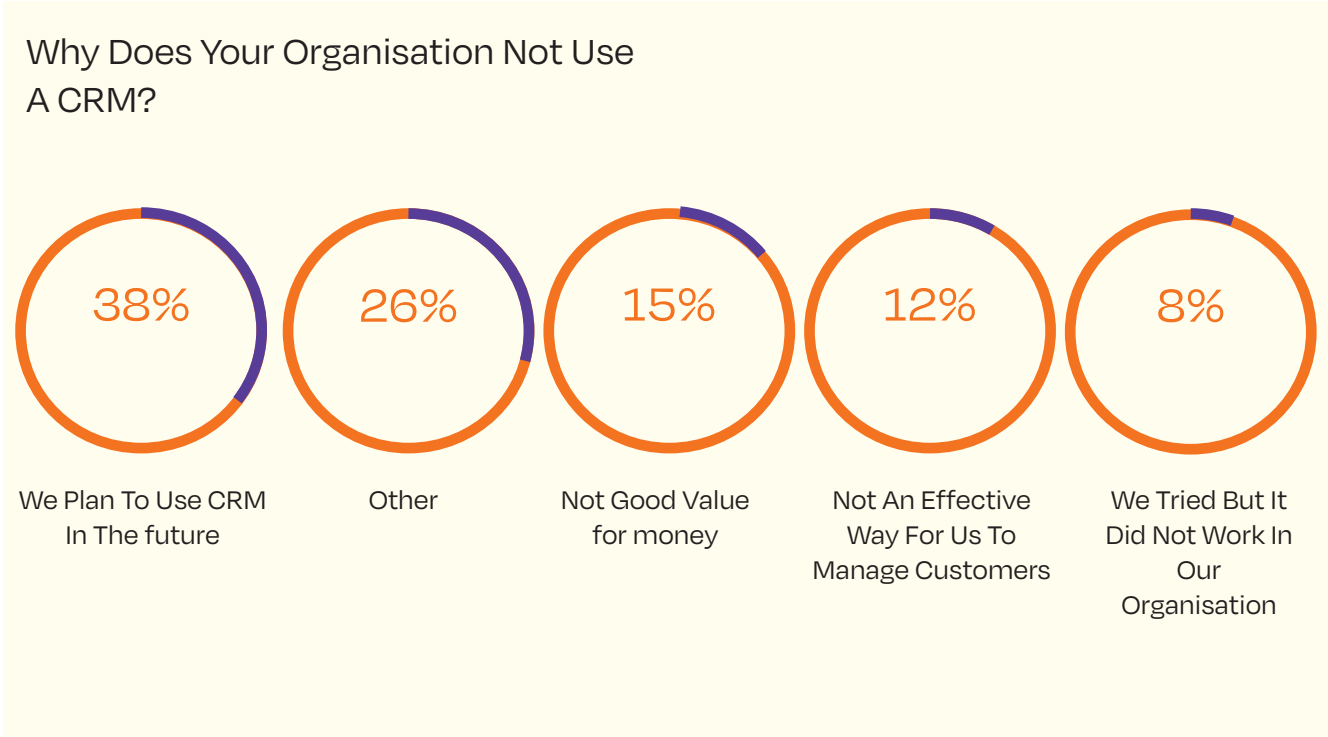 Why Does Your Organisation Not Use
A CRM?
38%
26%
15%
12%
8%
We Plan To Use CRM
In The future
Other
Not Good Value
for money
Not An Effective
Way For Us To
Manage Customers
We Tried But It
Did Not Work In
Our
Organisation